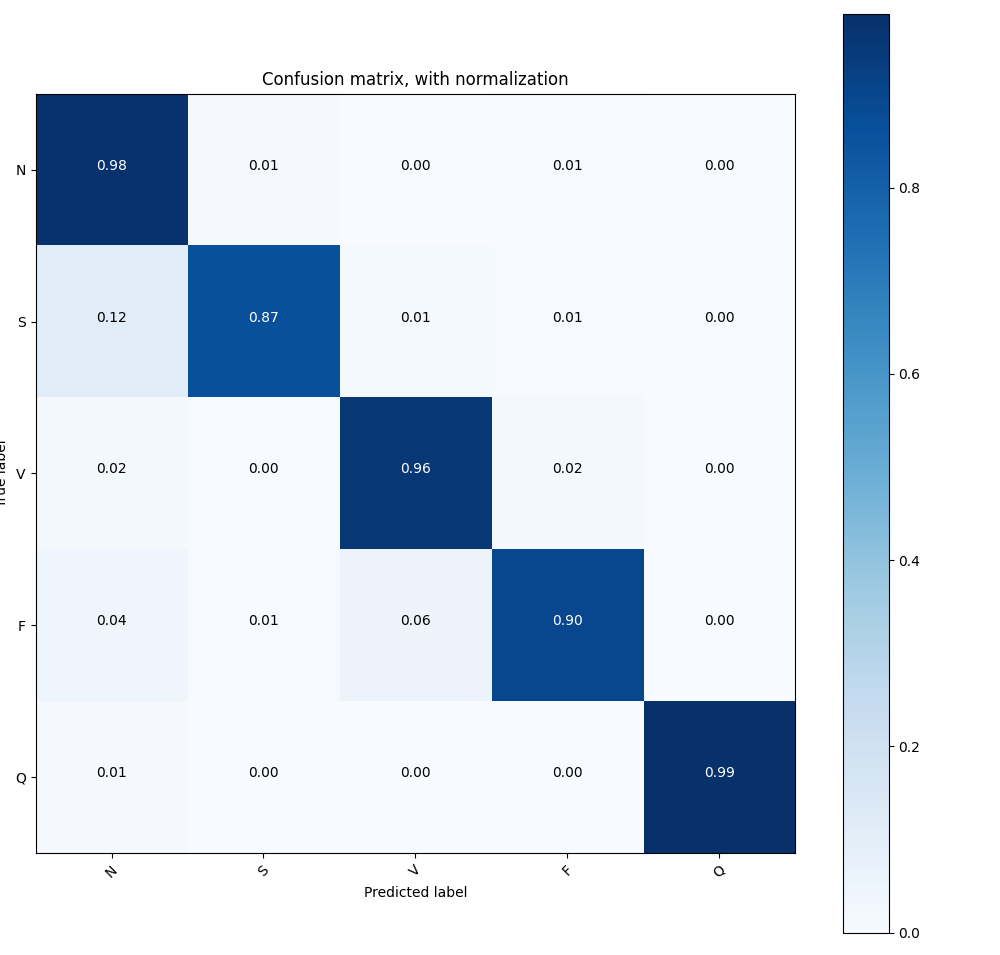 Confusion matrix, with normalization
N 0.98 0.01 0.00 0.01 0.00
S 0.12 0.87 0.01 0.01 0.00
V 0.02 0.00 0.96 0.02 0.00
F 0.04 0.01 0.06 0.90 0.00
Q 0.01 0.00 0.00 0.00 0.99
N S V F Q
Predicted label
True label
0.8
0.6
0.4
0.2
0.0